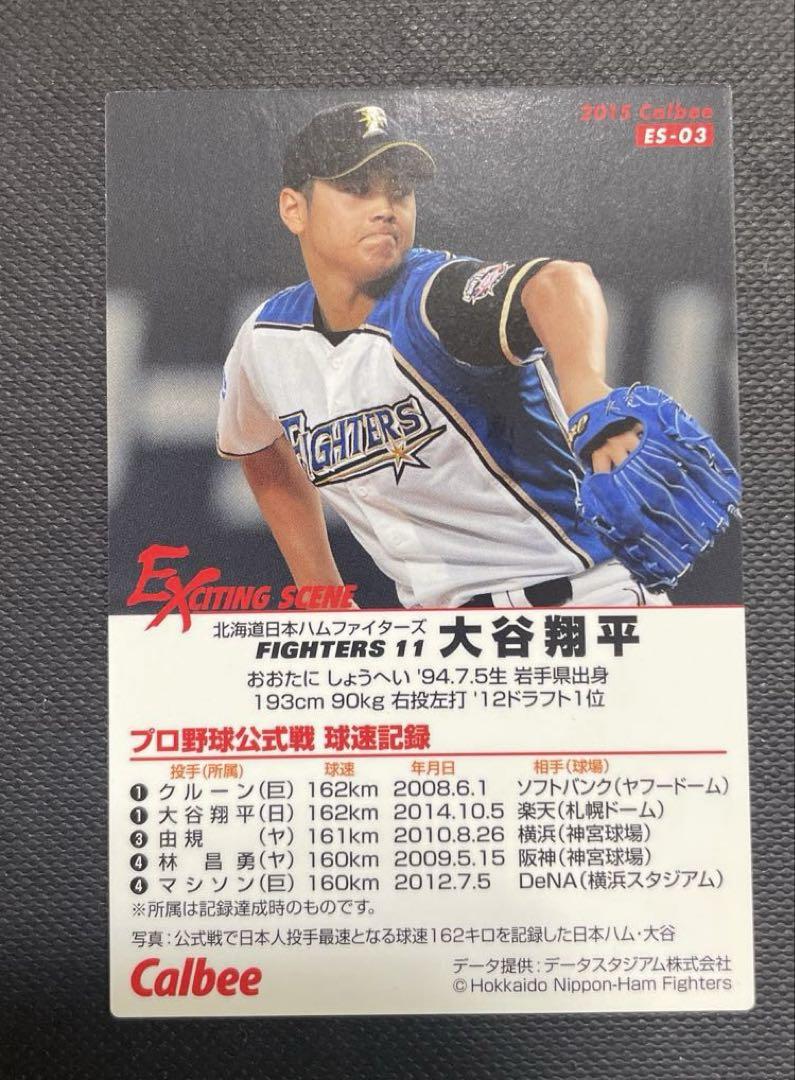 2015 Calbee
ES-03
FIGHTERS
EXCITING SCENE
北海道日本ハムファイターズ
FIGHTERS 11 大谷翔平
おおたに しょうへい '94.7.5生 岩手県出身
193cm 90kg 右投左打 '12ドラフト1位
プロ野球公式戦 球速記録
投手(所属) 球速 年月日 相手(球場)
❶ クルーン(巨) 162km 2008.6.1 ソフトバンク(ヤフードーム)
❶ 大谷翔平(日) 162km 2014.10.5 楽天(札幌ドーム)
❸ 由規 (ヤ) 161km 2010.8.26 横浜(神宮球場)
❹ 林 昌勇(ヤ) 160km 2009.5.15 阪神(神宮球場)
❹ マシソン(巨) 160km 2012.7.5 DeNA(横浜スタジアム)
※所属は記録達成時のものです。
写真:公式戦で日本人投手最速となる球速162キロを記録した日本ハム・大谷
Calbee
データ提供:データスタジアム株式会社
©Hokkaido Nippon-Ham Fighters